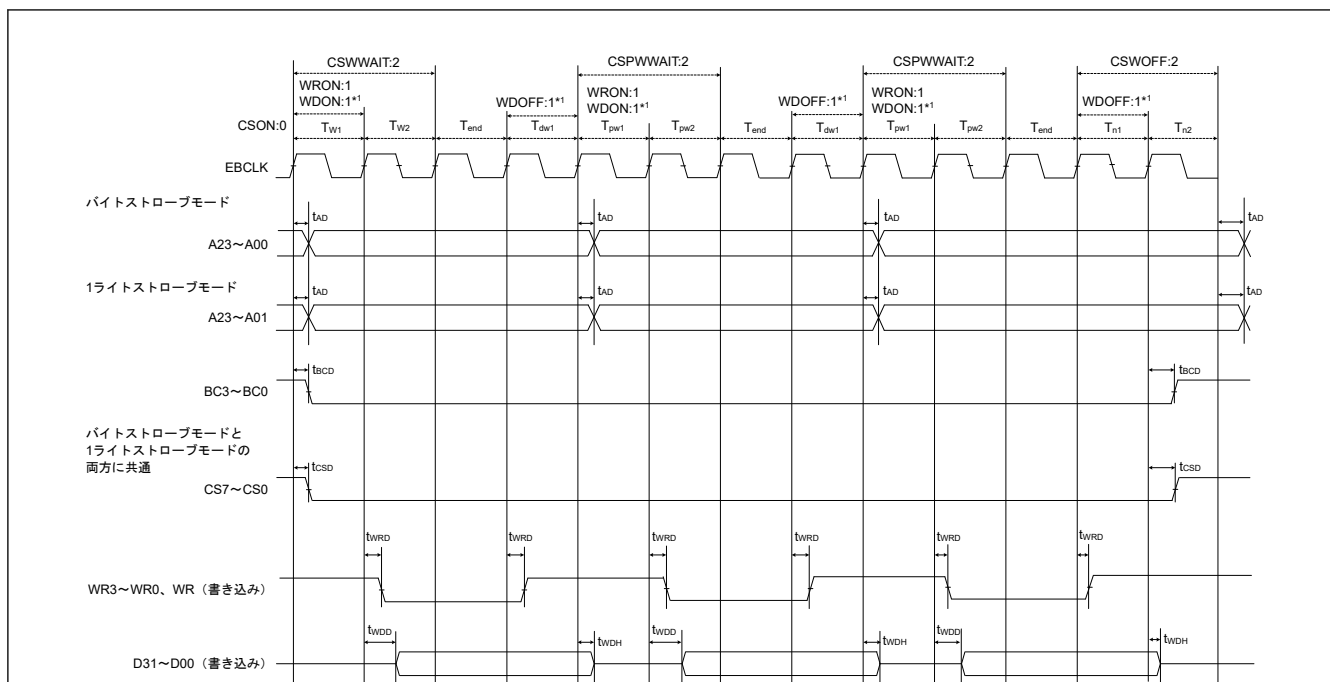 CSWWAIT:2 CSPWWAIT:2 CSPWWAIT:2 CSWOFF:2
WRON:1 WRON:1 WRON:1
WDON:1*1 WDOFF:1*1 WDON:1*1 WDOFF:1*1 WDON:1*1 WDOFF:1*1
CSON:0 TW1 TW2 Tend Tdw1 Tpw1 Tpw2 Tend Tdw1 Tpw1 Tpw2 Tend Tn1 Tn2
EBCLK
バイトストローブモード
tAD tAD tAD tAD
A23～A00
1ライトストローブモード
tAD tAD tAD tAD
A23～A01
tBCD tBCD
BC3～BC0
バイトストローブモードと
1ライトストローブモードの
両方に共通
tCSD tCSD
CS7～CS0
tWRD tWRD tWRD tWRD tWRD tWRD
WR3～WR0、WR（書き込み）
tWDD tWDH tWDD tWDH tWDD tWDH
D31～D00（書き込み）